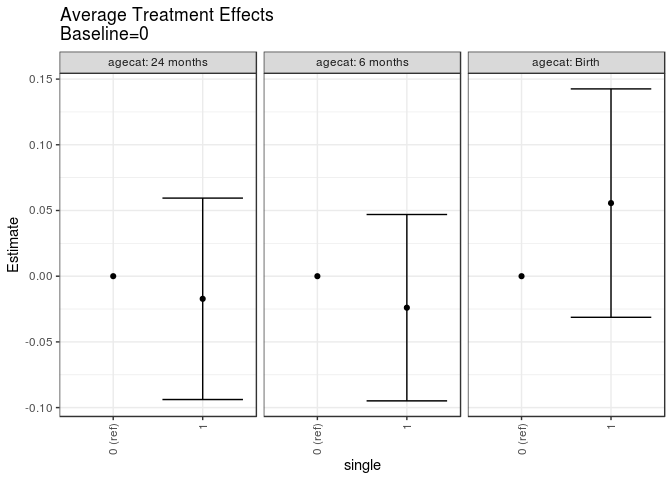 Average Treatment Effects
Baseline=0
agecat: 24 months
agecat: 6 months
agecat: Birth
0.15
0.10
0.05
0.00
-0.05
-0.10
Estimate
0 (ref)
1
0 (ref)
1
0 (ref)
1
single